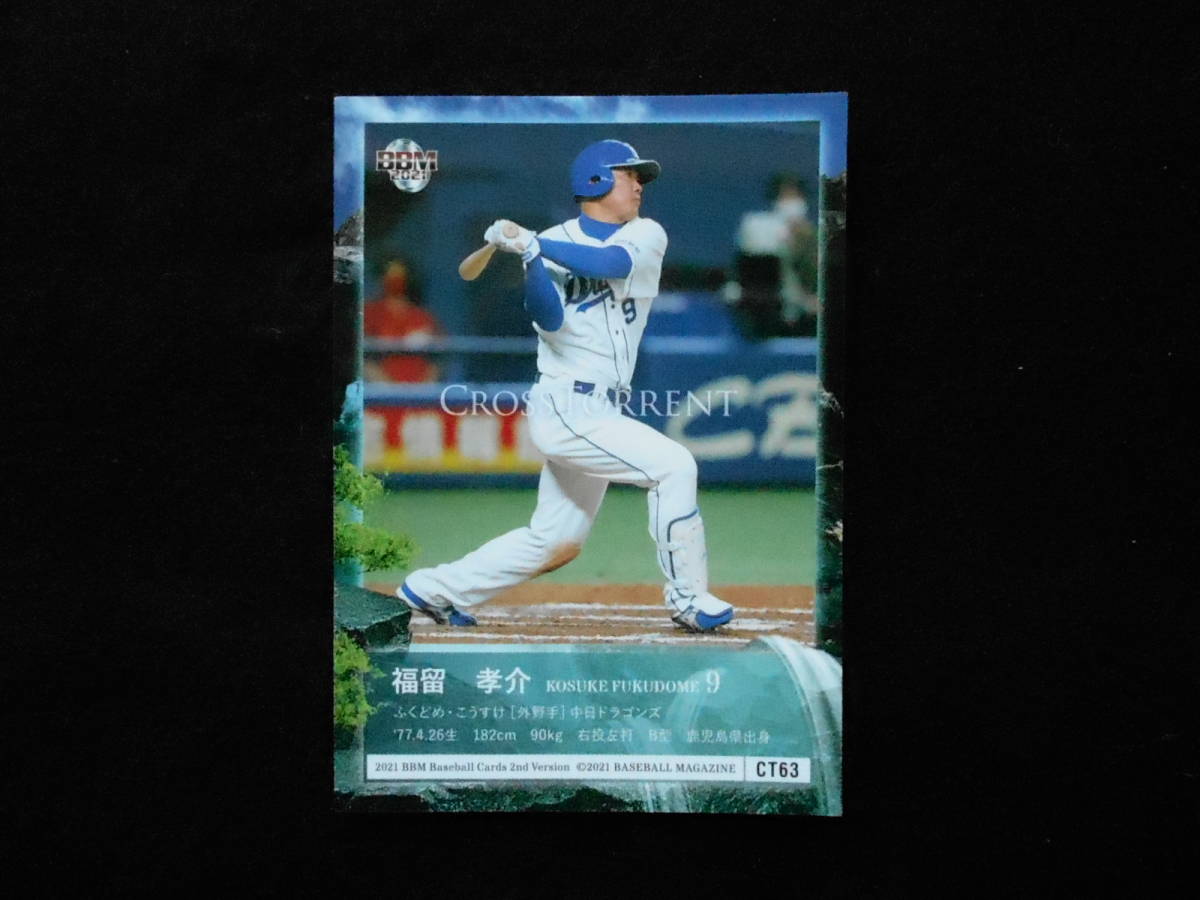 BBM
2021
Dra
9
CROSS TORRENT
福留 孝介 KOSUKE FUKUDOME 9
ふくどめ・こうすけ [外野手] 中日ドラゴンズ
'77.4.26生 182cm 90kg 右投左打 B型 鹿児島県出身
2021 BBM Baseball Cards 2nd Version ©2021 BASEBALL MAGAZINE CT63